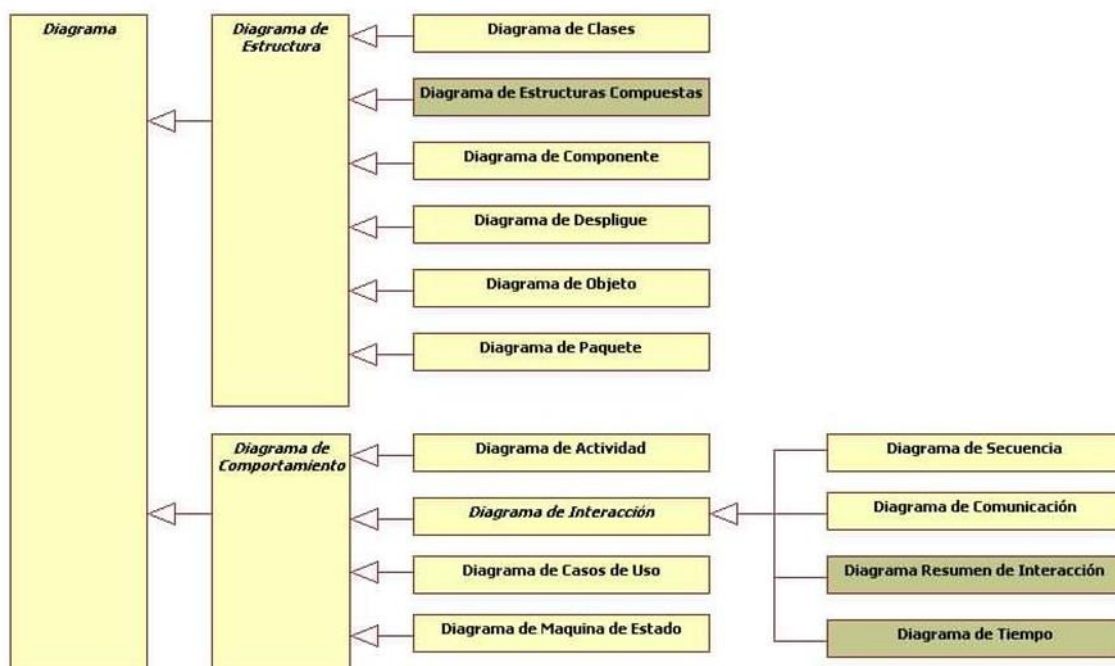 Diagrama
Diagrama de
Estructura
Diagrama de Clases
Diagrama de Estructuras Compuestas
Diagrama de Componente
Diagrama de Despligue
Diagrama de Objeto
Diagrama de Paquete
Diagrama de
Comportamiento
Diagrama de Actividad
Diagrama de Interacción
Diagrama de Casos de Uso
Diagrama de Maquina de Estado
Diagrama de Secuencia
Diagrama de Comunicación
Diagrama Resumen de Interacción
Diagrama de Tiempo